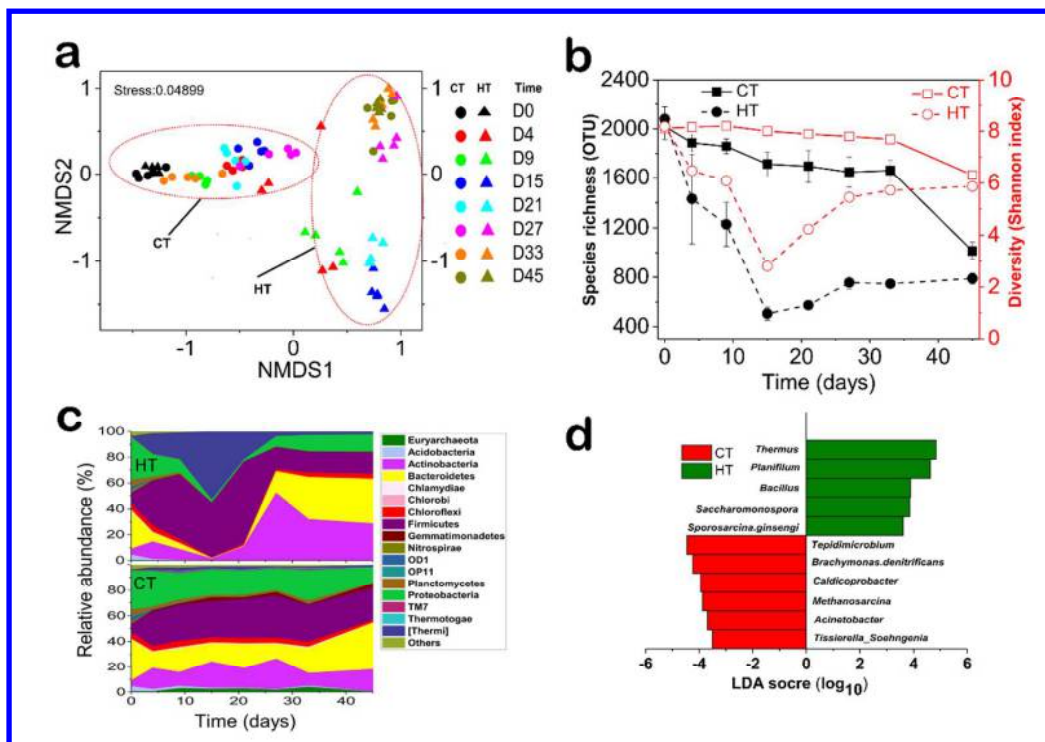 a
Stress:0.04899
1
0
-1
1
0
-1
-1
0
1
NMDS2
NMDS1
CT
HT
CT HT Time
D0
D4
D9
D15
D21
D27
D33
D45
b
2400
2000
1600
1200
800
400
10
8
6
4
2
0
0 10 20 30 40
Species richness (OTU)
Diversity (Shannon index)
Time (days)
CT
HT
CT
HT
c
100
80
60
40
20
0
80
60
40
20
0
0 10 20 30 40
Relative abundance (%)
Time (days)
HT
CT
Euryarchaeota
Acidobacteria
Actinobacteria
Bacteroidetes
Chlamydiae
Chlorobi
Chloroflexi
Firmicutes
Gemmatimonadetes
Nitrospirae
OD1
OP11
Planctomycetes
Proteobacteria
TM7
Thermotogae
[Thermi]
Others
d
CT
HT
Thermus
Planifilum
Bacillus
Saccharomonospora
Sporosarcina.ginsengi
Tepidimicrobium
Brachymonas.denitrificans
Caldicoprobacter
Methanosarcina
Acinetobacter
Tissierella_Soehngenia
-6 -4 -2 0 2 4 6
LDA socre (log10)